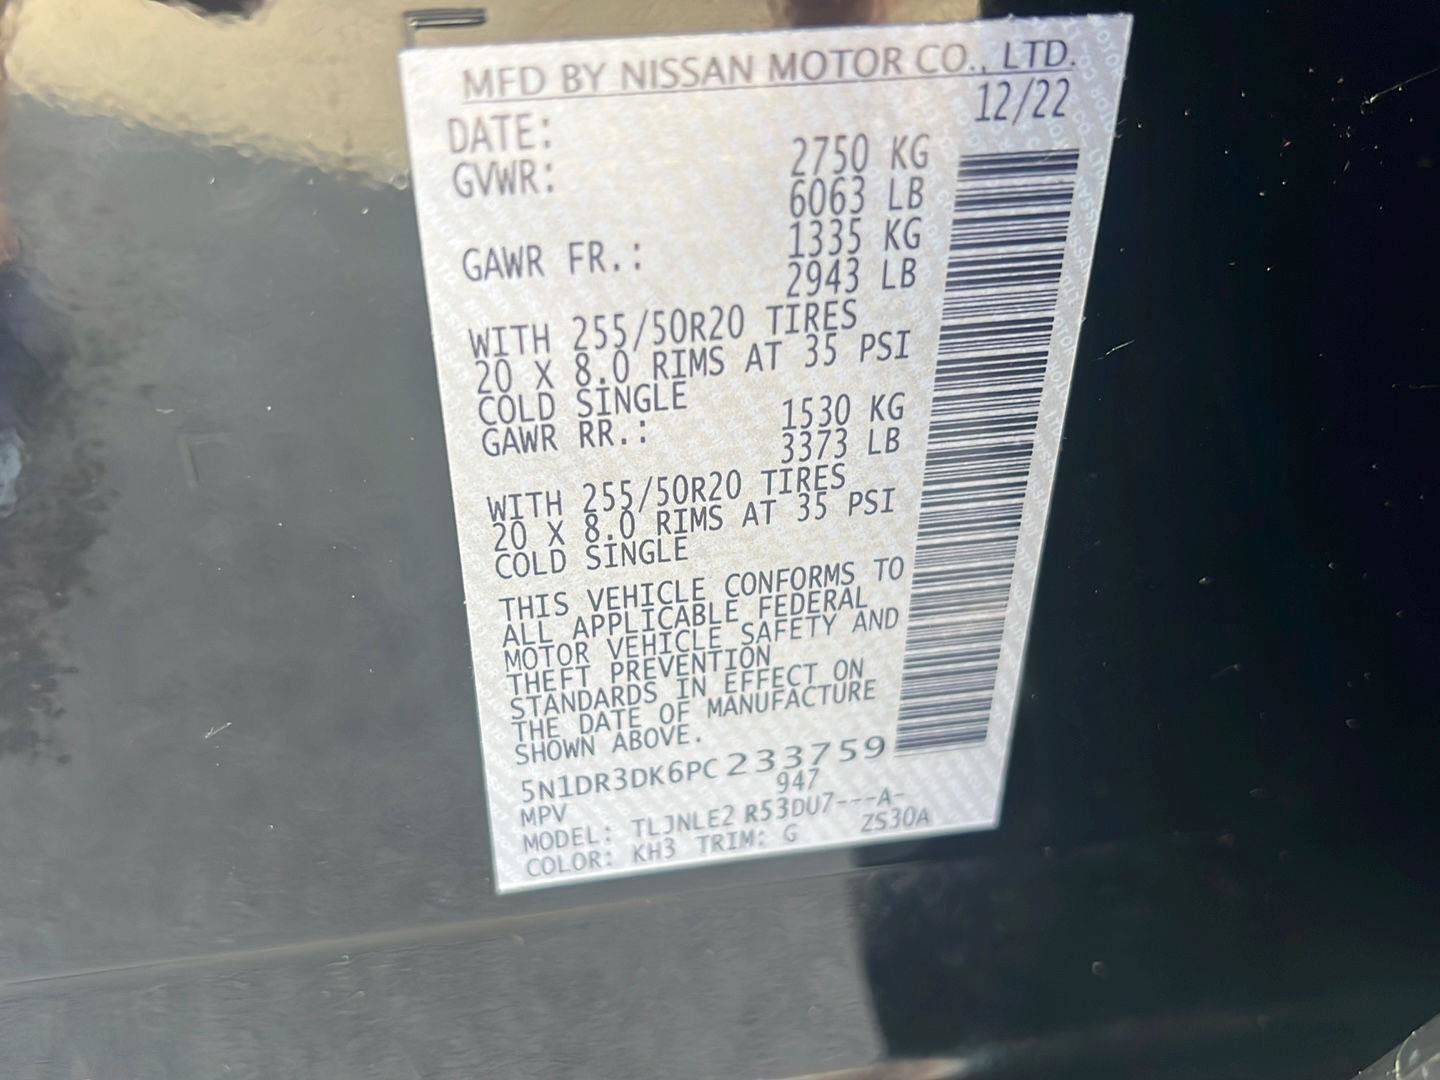 MFD BY NISSAN MOTOR CO., LTD.
DATE: 12/22
GVWR: 2750 KG
6063 LB
GAWR FR.: 1335 KG
2943 LB
WITH 255/50R20 TIRES
20 X 8.0 RIMS AT 35 PSI
COLD SINGLE
GAWR RR.: 1530 KG
3373 LB
WITH 255/50R20 TIRES
20 X 8.0 RIMS AT 35 PSI
COLD SINGLE
THIS VEHICLE CONFORMS TO
ALL APPLICABLE FEDERAL
MOTOR VEHICLE SAFETY AND
THEFT PREVENTION
STANDARDS IN EFFECT ON
THE DATE OF MANUFACTURE
SHOWN ABOVE.
5N1DR3DK6PC233759
MPV 947
MODEL: TLJNLE2 R53DU7---A-
COLOR: KH3 TRIM: G ZS30A